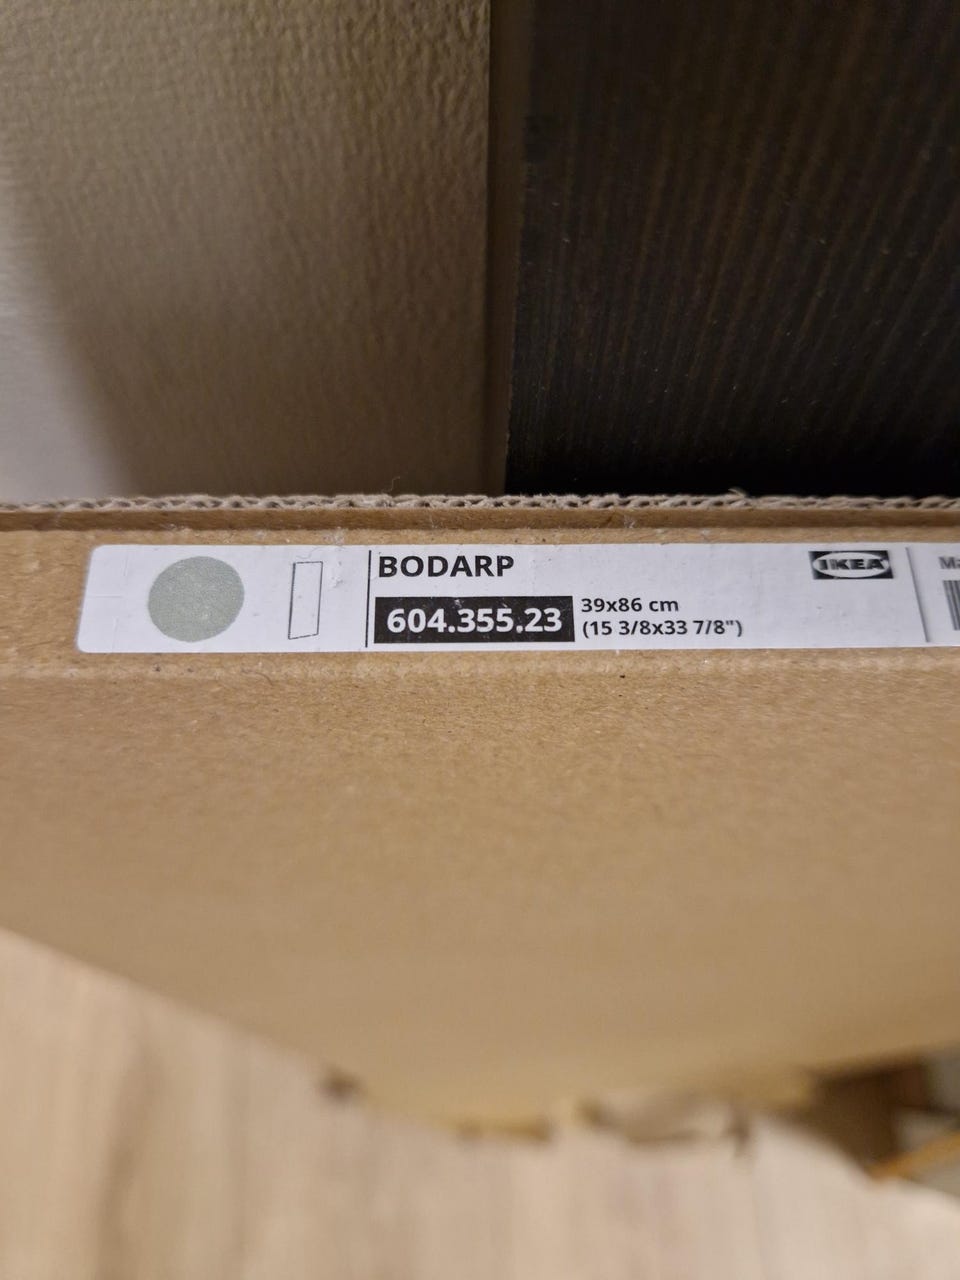 BODARP
IKEA
604.355.23
39x86 cm
(15 3/8x33 7/8")